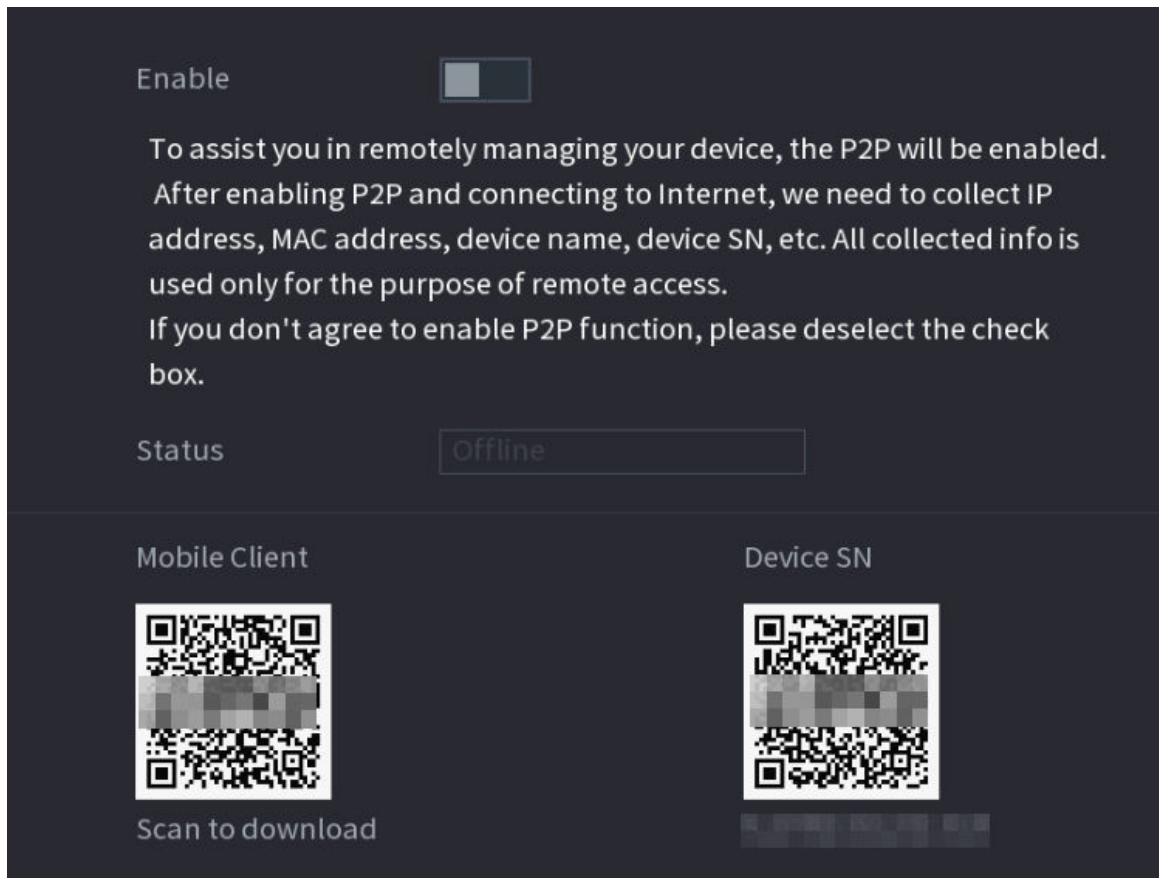 Enable
To assist you in remotely managing your device, the P2P will be enabled.
After enabling P2P and connecting to Internet, we need to collect IP
address, MAC address, device name, device SN, etc. All collected info is
used only for the purpose of remote access.
If you don't agree to enable P2P function, please deselect the check
box.
Status
Offline
Mobile Client
Device SN
Scan to download